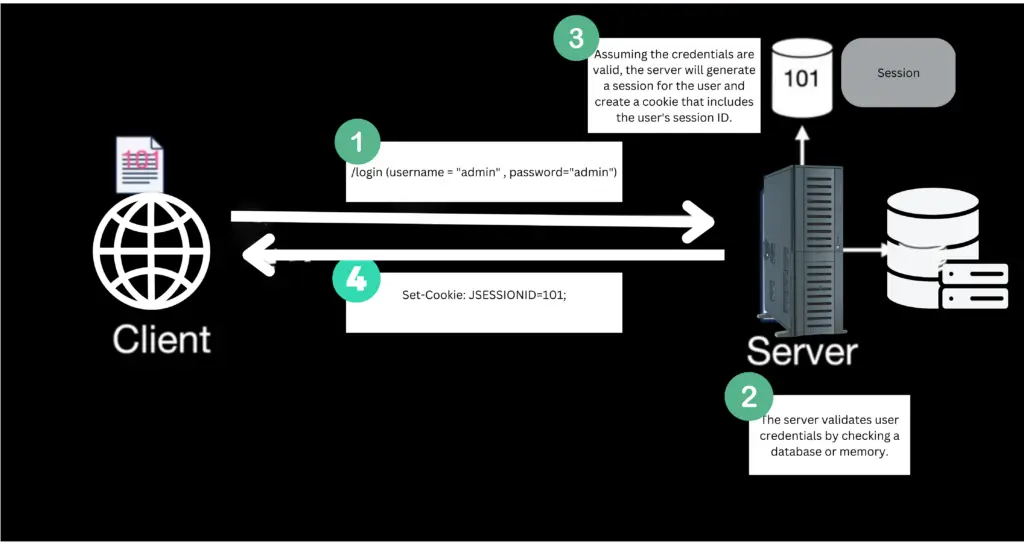 3
Assuming the credentials are
valid, the server will generate
a session for the user and
create a cookie that includes
the user's session ID.
101
Session
101
1
/login (username = "admin" , password="admin")
4
Set-Cookie: JSESSIONID=101;
Client
Server
2
The server validates user
credentials by checking a
database or memory.